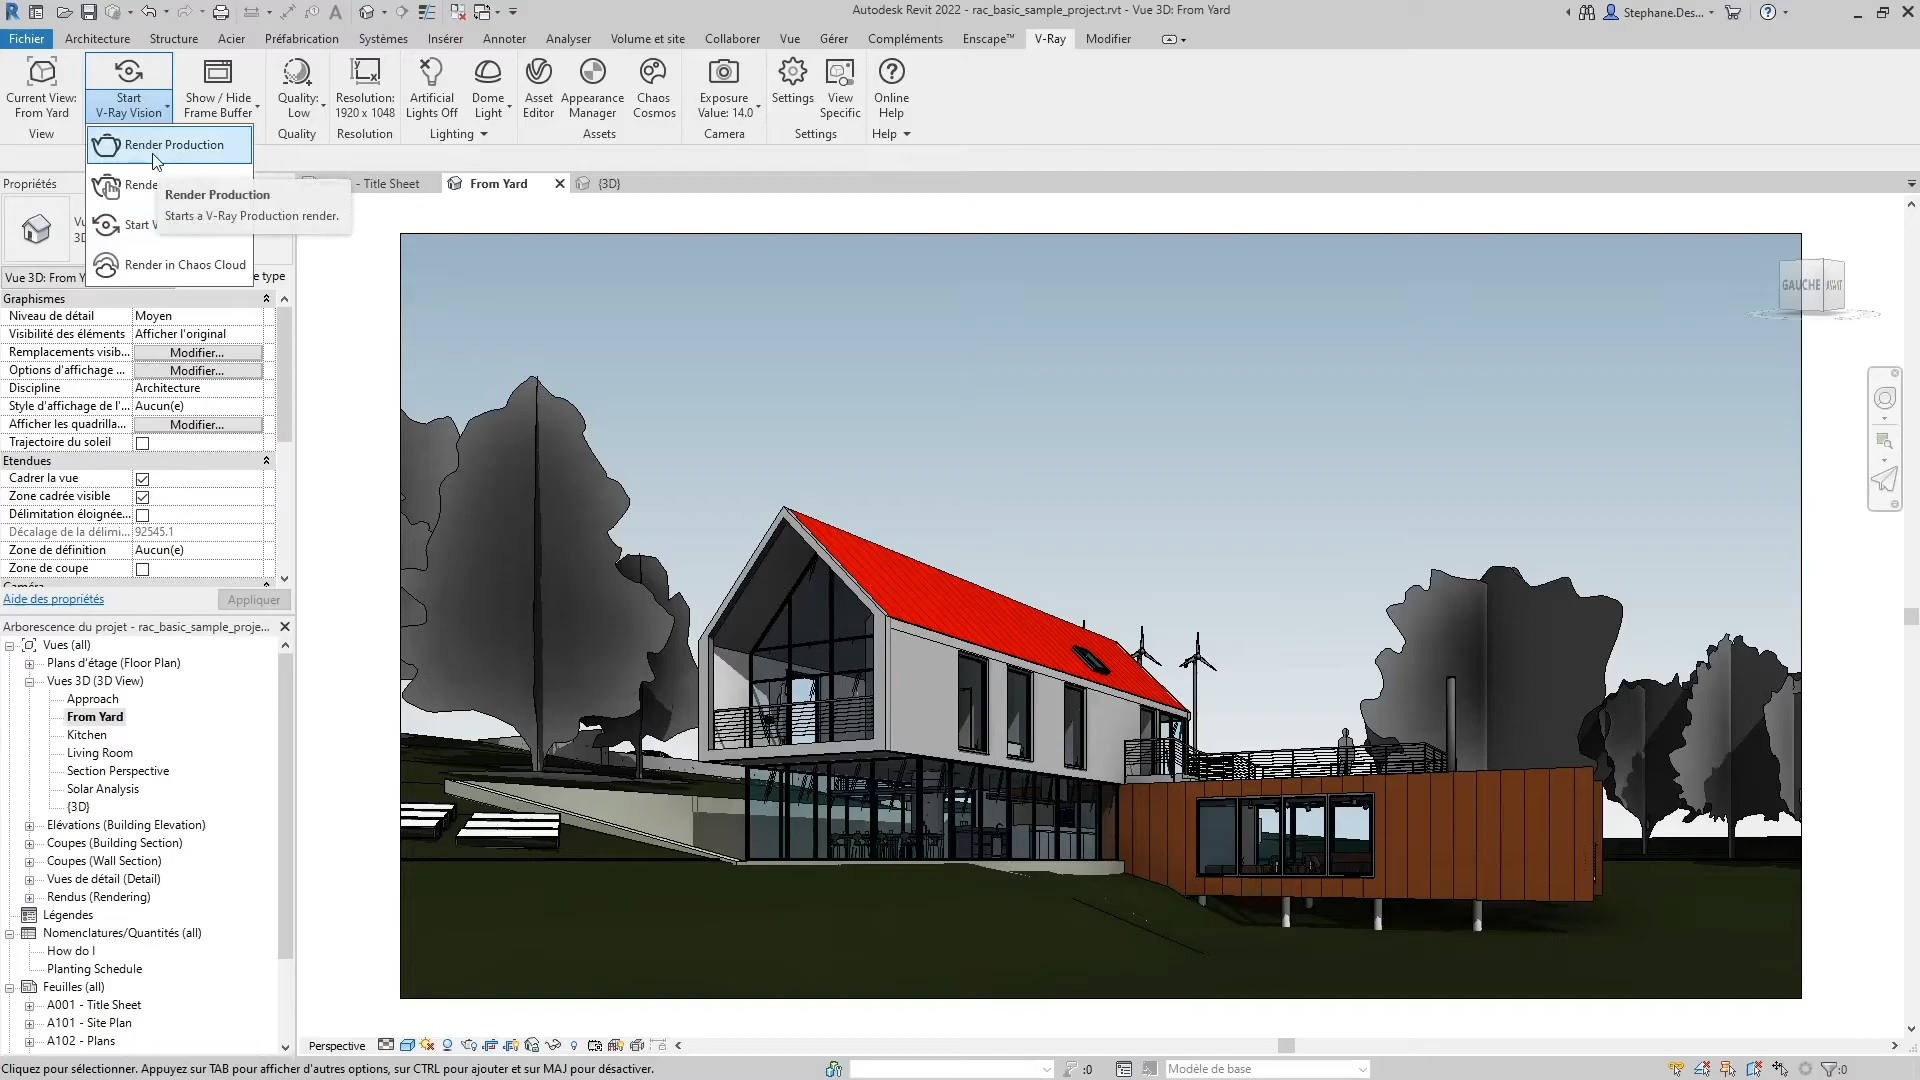 Autodesk Revit 2022 - rac_basic_sample_project.rvt - Vue 3D: From Yard
Stephane.Des...
Fichier Architecture Structure Acier Préfabrication Systèmes Insérer Annoter Analyser Volume et site Collaborer Vue Gérer Compléments Enscape™ V-Ray Modifier
Current View: From Yard
Start V-Ray Vision
Show / Hide Frame Buffer
Quality: Low
Resolution: 1920 x 1048
Artificial Lights Off
Dome Light
Asset Editor
Appearance Manager
Chaos Cosmos
Exposure Value: 14.0
Settings
View Specific
Online Help
View Quality Resolution Lighting Assets Camera Settings Help
Render Production
Rende
Start V
Render in Chaos Cloud
Render Production
Starts a V-Ray Production render.
Propriétés
- Title Sheet
From Yard
{3D}
Vu
3D
Vue 3D: From Y
e type
Graphismes
Niveau de détail Moyen
Visibilité des éléments Afficher l'original
Remplacements visib... Modifier...
Options d'affichage ... Modifier...
Discipline Architecture
Style d'affichage de l'... Aucun(e)
Afficher les quadrilla... Modifier...
Trajectoire du soleil
Etendues
Cadrer la vue
Zone cadrée visible
Délimitation éloignée...
Décalage de la délimi... 92545.1
Zone de définition Aucun(e)
Zone de coupe
Caméra
Aide des propriétés
Appliquer
Arborescence du projet - rac_basic_sample_proje...
Vues (all)
Plans d'étage (Floor Plan)
Vues 3D (3D View)
Approach
From Yard
Kitchen
Living Room
Section Perspective
Solar Analysis
{3D}
Elévations (Building Elevation)
Coupes (Building Section)
Coupes (Wall Section)
Vues de détail (Detail)
Rendus (Rendering)
Légendes
Nomenclatures/Quantités (all)
How do I
Planting Schedule
Feuilles (all)
A001 - Title Sheet
A101 - Site Plan
A102 - Plans
GAUCHE
AVANT
Perspective
Cliquez pour sélectionner. Appuyez sur TAB pour afficher d'autres options, sur CTRL pour ajouter et sur MAJ pour désactiver.
:0
Modèle de base
:0